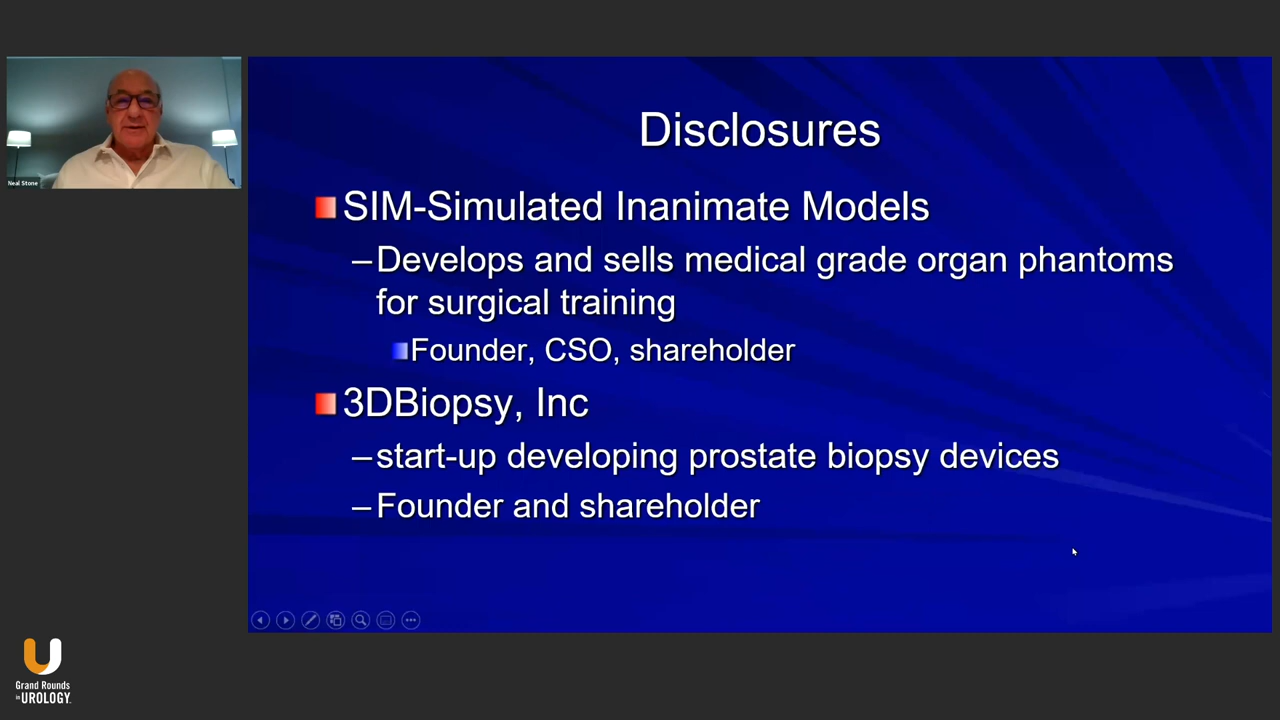 Neal Stone
Disclosures
SIM-Simulated Inanimate Models
–Develops and sells medical grade organ phantoms
for surgical training
Founder, CSO, shareholder
3DBiopsy, Inc
–start-up developing prostate biopsy devices
–Founder and shareholder
Grand Rounds
in UROLOGY